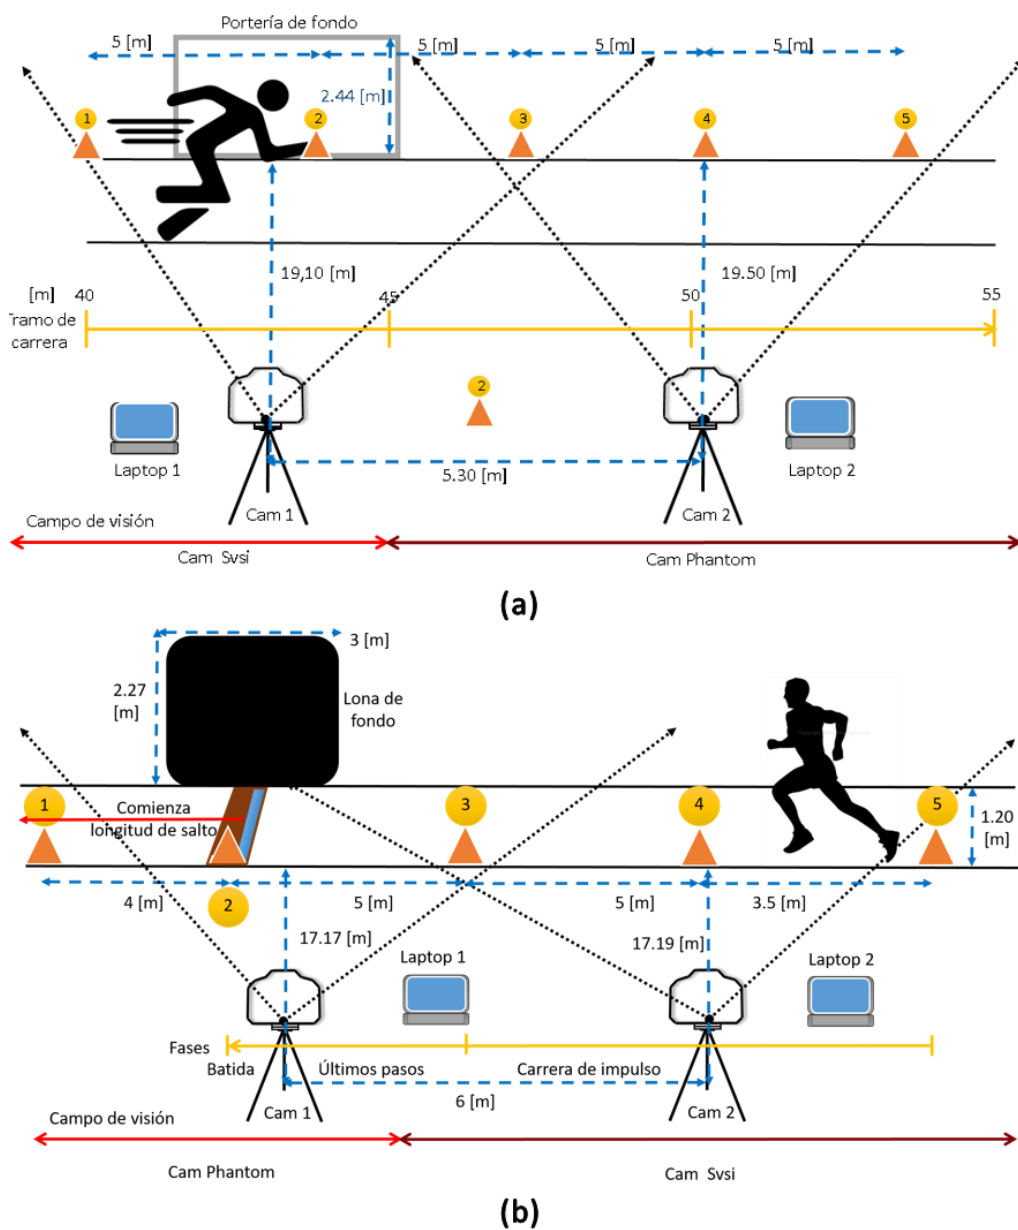 Portería de fondo
5 [m]
5 [m]
5 [m]
5 [m]
2.44 [m]
1
2
3
4
5
19,10 [m]
19.50 [m]
[m]
40
45
50
55
Tramo de
carrera
2
Laptop 1
Laptop 2
5.30 [m]
Cam 1
Cam 2
Campo de visión
Cam Svsi
Cam Phantom
(a)
3 [m]
2.27
[m]
Lona de
fondo
1
3
4
5
Comienza
longitud de salto
1.20
[m]
4 [m]
2
5 [m]
5 [m]
3.5 [m]
17.17 [m]
17.19 [m]
Laptop 1
Laptop 2
Fases
Batida
Últimos pasos
Carrera de impulso
6 [m]
Cam 1
Cam 2
Campo de visión
Cam Phantom
Cam Svsi
(b)